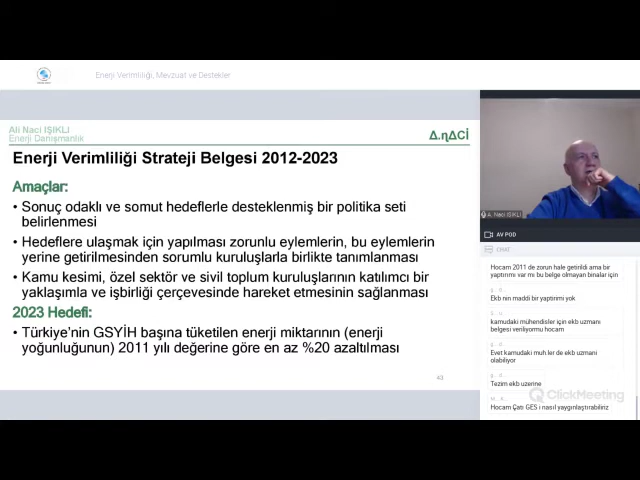 Enerji Verimliliği, Mevzuat ve Destekler
Ali Naci IŞIKLI
Enerji Danışmanlık
Δ.ηΔCİ
Enerji Verimliliği Strateji Belgesi 2012-2023
Amaçlar:
• Sonuç odaklı ve somut hedeflerle desteklenmiş bir politika seti
belirlenmesi
• Hedeflere ulaşmak için yapılması zorunlu eylemlerin, bu eylemlerin
yerine getirilmesinden sorumlu kuruluşlarla birlikte tanımlanması
• Kamu kesimi, özel sektör ve sivil toplum kuruluşlarının katılımcı bir
yaklaşımla ve işbirliği çerçevesinde hareket etmesinin sağlanması
2023 Hedefi:
• Türkiye'nin GSYİH başına tüketilen enerji miktarının (enerji
yoğunluğunun) 2011 yılı değerine göre en az %20 azaltılması
43
A. Naci IŞIKLI
AV POD
CHAT
Hocam 2011 de zorun hale getirildi ama bir
yaptırımı var mı bu belge olmayan binalar için
Ekb nin maddi bir yaptirimi yok
kamudaki mühendisler için ekb uzmanı
belgesi veriliyormu hocam
Evet kamudaki muh ler de ekb uzmanı
olabiliyor
Tezim ekb uzerine
ClickMeeting
Hocam Çatı GES i nasıl yaygınlaştırabiliriz